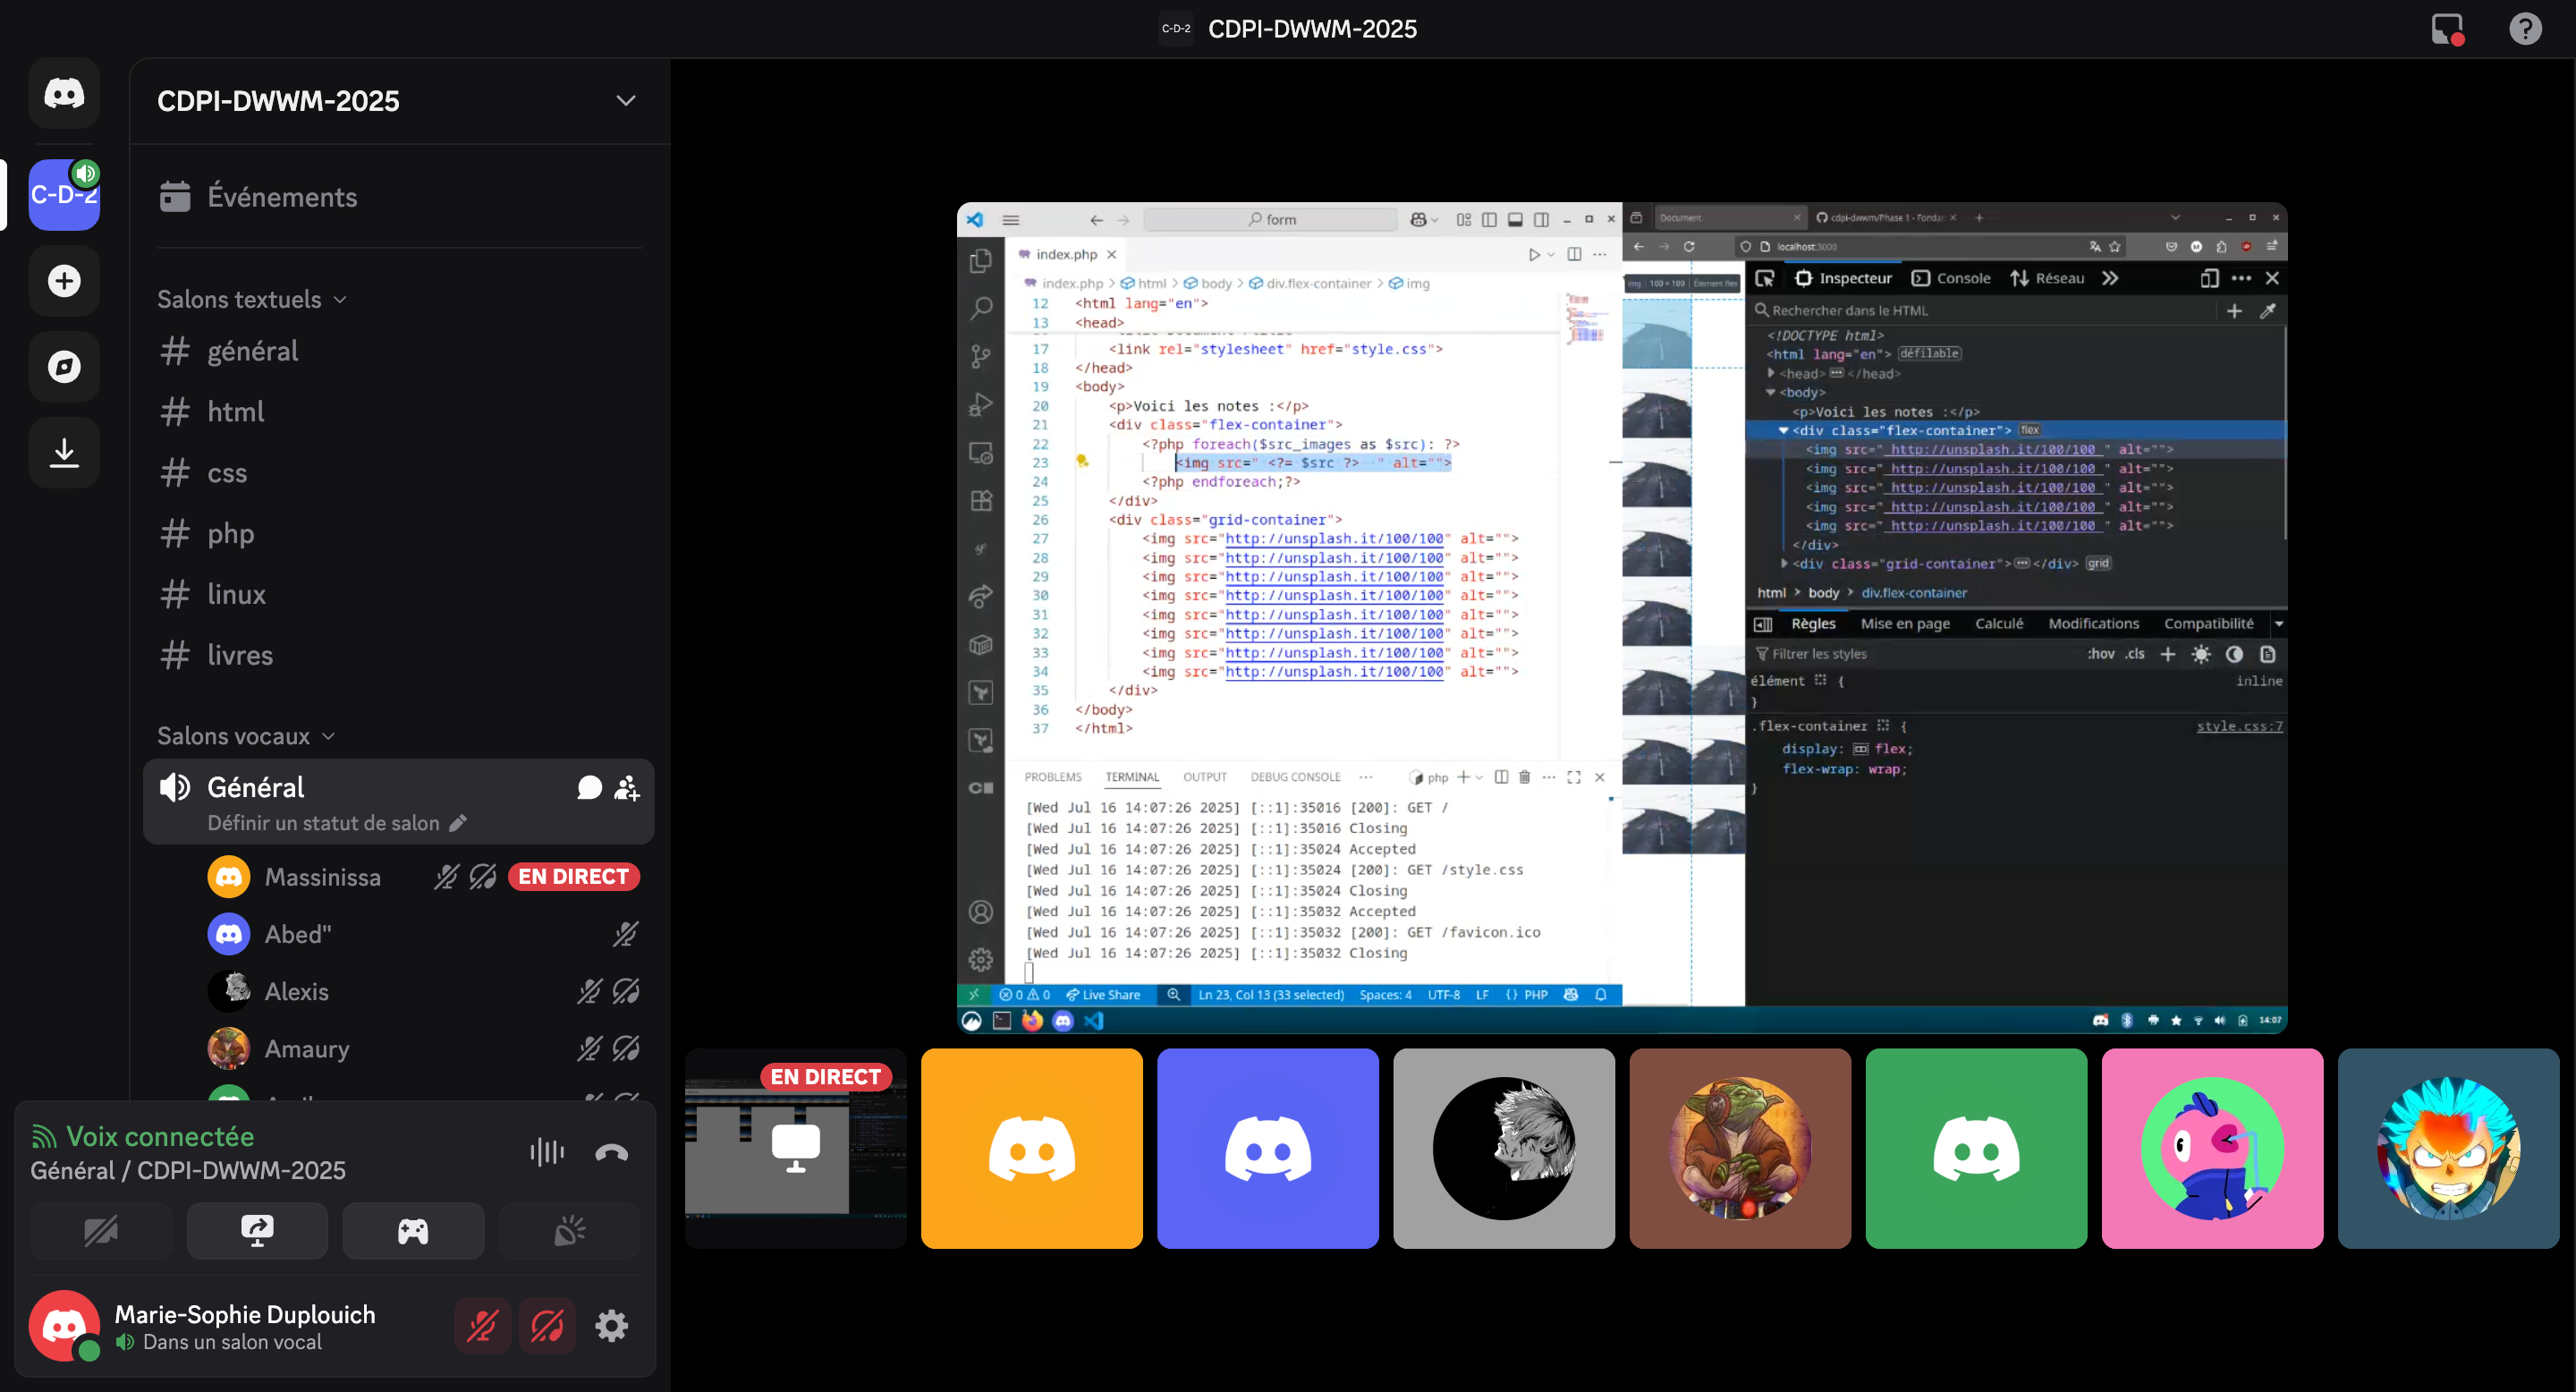 C-D-2 CDPI-DWWM-2025
C-D-2
CDPI-DWWM-2025
Événements
Salons textuels
général
html
css
php
linux
livres
Salons vocaux
Général
Définir un statut de salon
Massinissa EN DIRECT
Abed"
Alexis
Amaury
Voix connectée
Général / CDPI-DWWM-2025
Marie-Sophie Duplouich
Dans un salon vocal
form
index.php
index.php > html > body > div.flex-container > img
12 <html lang="en">
13 <head>
17 <link rel="stylesheet" href="style.css">
18 </head>
19 <body>
20 <p>Voici les notes :</p>
21 <div class="flex-container">
22 <?php foreach($src_images as $src): ?>
23 <img src=" <?= $src ?> " alt="">
24 <?php endforeach;?>
25 </div>
26 <div class="grid-container">
27 <img src="http://unsplash.it/100/100" alt="">
28 <img src="http://unsplash.it/100/100" alt="">
29 <img src="http://unsplash.it/100/100" alt="">
30 <img src="http://unsplash.it/100/100" alt="">
31 <img src="http://unsplash.it/100/100" alt="">
32 <img src="http://unsplash.it/100/100" alt="">
33 <img src="http://unsplash.it/100/100" alt="">
34 <img src="http://unsplash.it/100/100" alt="">
35 </div>
36 </body>
37 </html>
PROBLEMS TERMINAL OUTPUT DEBUG CONSOLE ··· php
[Wed Jul 16 14:07:26 2025] [::1]:35016 [200]: GET /
[Wed Jul 16 14:07:26 2025] [::1]:35016 Closing
[Wed Jul 16 14:07:26 2025] [::1]:35024 Accepted
[Wed Jul 16 14:07:26 2025] [::1]:35024 [200]: GET /style.css
[Wed Jul 16 14:07:26 2025] [::1]:35024 Closing
[Wed Jul 16 14:07:26 2025] [::1]:35032 Accepted
[Wed Jul 16 14:07:26 2025] [::1]:35032 [200]: GET /favicon.ico
[Wed Jul 16 14:07:26 2025] [::1]:35032 Closing
0 0 Live Share Ln 23, Col 13 (33 selected) Spaces: 4 UTF-8 LF {} PHP
Document cdpi-dwwm/Phase 1 - Fondar
localhost:3000
img | 100 × 100 | Élément flex
Inspecteur Console Réseau
Rechercher dans le HTML
<!DOCTYPE html>
<html lang="en"> défilable
<head> ··· </head>
<body>
<p>Voici les notes :</p>
<div class="flex-container"> flex
<img src=" http://unsplash.it/100/100 " alt="">
<img src=" http://unsplash.it/100/100 " alt="">
<img src=" http://unsplash.it/100/100 " alt="">
<img src=" http://unsplash.it/100/100 " alt="">
<img src=" http://unsplash.it/100/100 " alt="">
</div>
<div class="grid-container"> ··· </div> grid
html > body > div.flex-container
Règles Mise en page Calculé Modifications Compatibilité
Filtrer les styles :hov .cls
élément { inline
}
.flex-container { style.css:7
display: flex;
flex-wrap: wrap;
}
14:07
EN DIRECT